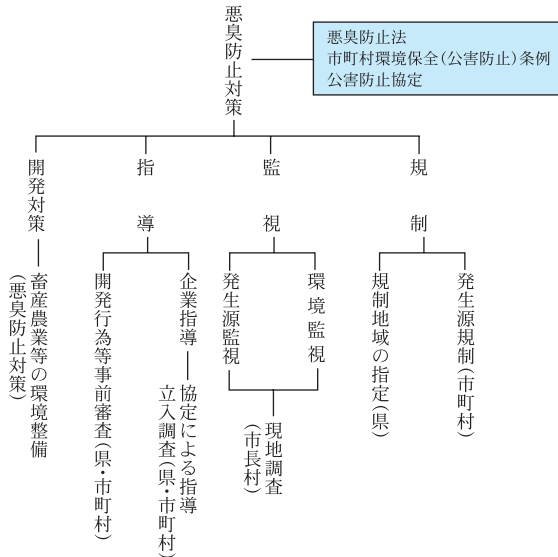 悪臭防止対策
悪臭防止法
市町村環境保全(公害防止)条例
公害防止協定
規制
発生源規制(市町村)
規制地域の指定(県)
監視
環境監視
発生源監視
現地調査
(市長村)
指導
企業指導
協定による指導
立入調査(県・市町村)
開発行為等事前審査(県・市町村)
開発対策
畜産農業等の環境整備
(悪臭防止対策)